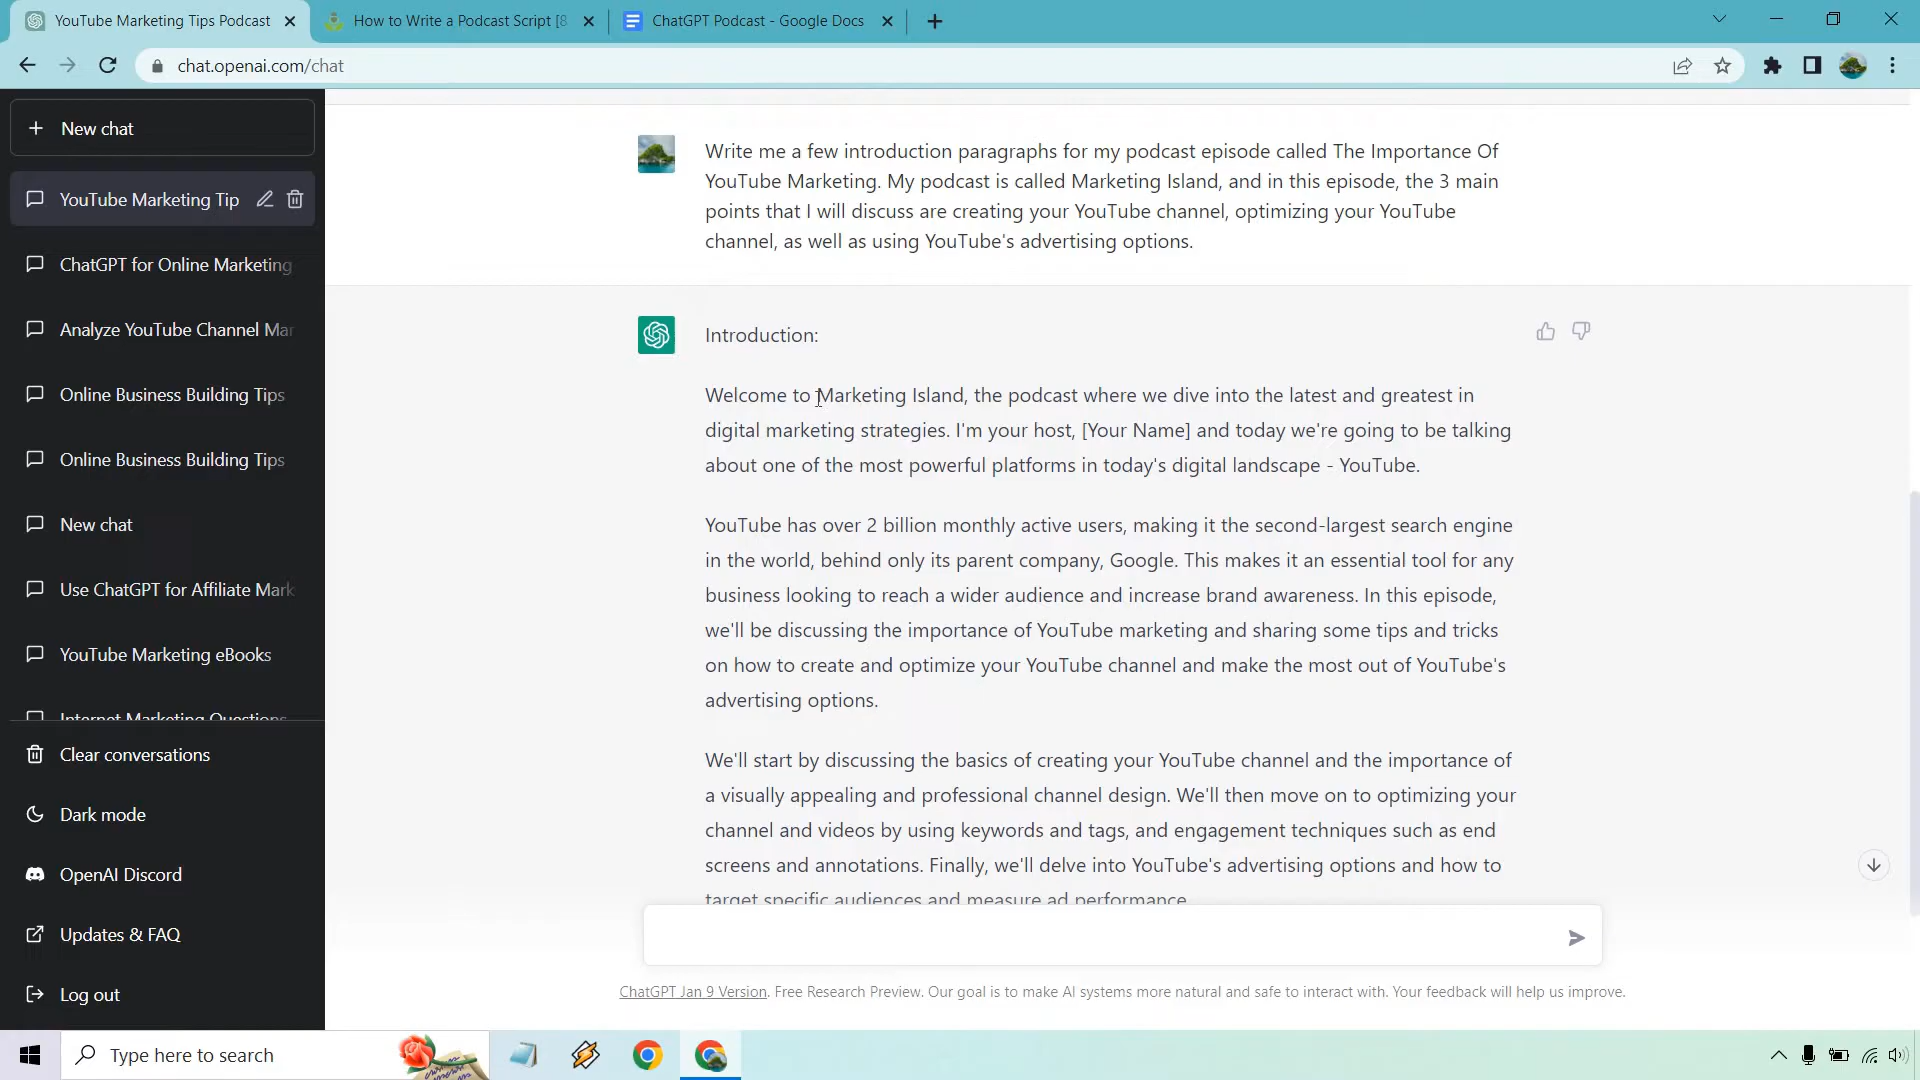 YouTube Marketing Tips Podcast
How to Write a Podcast Script [8
ChatGPT Podcast - Google Docs
chat.openai.com/chat
New chat
YouTube Marketing Tip
ChatGPT for Online Marketing
Analyze YouTube Channel Mar
Online Business Building Tips
Online Business Building Tips
New chat
Use ChatGPT for Affiliate Mark
YouTube Marketing eBooks
Internet Marketing Questions
Clear conversations
Dark mode
OpenAI Discord
Updates & FAQ
Log out
Write me a few introduction paragraphs for my podcast episode called The Importance Of
YouTube Marketing. My podcast is called Marketing Island, and in this episode, the 3 main
points that I will discuss are creating your YouTube channel, optimizing your YouTube
channel, as well as using YouTube's advertising options.
Introduction:
Welcome to Marketing Island, the podcast where we dive into the latest and greatest in
digital marketing strategies. I'm your host, [Your Name] and today we're going to be talking
about one of the most powerful platforms in today's digital landscape - YouTube.
YouTube has over 2 billion monthly active users, making it the second-largest search engine
in the world, behind only its parent company, Google. This makes it an essential tool for any
business looking to reach a wider audience and increase brand awareness. In this episode,
we'll be discussing the importance of YouTube marketing and sharing some tips and tricks
on how to create and optimize your YouTube channel and make the most out of YouTube's
advertising options.
We'll start by discussing the basics of creating your YouTube channel and the importance of
a visually appealing and professional channel design. We'll then move on to optimizing your
channel and videos by using keywords and tags, and engagement techniques such as end
screens and annotations. Finally, we'll delve into YouTube's advertising options and how to
target specific audiences and measure ad performance.
ChatGPT Jan 9 Version. Free Research Preview. Our goal is to make AI systems more natural and safe to interact with. Your feedback will help us improve.
Type here to search